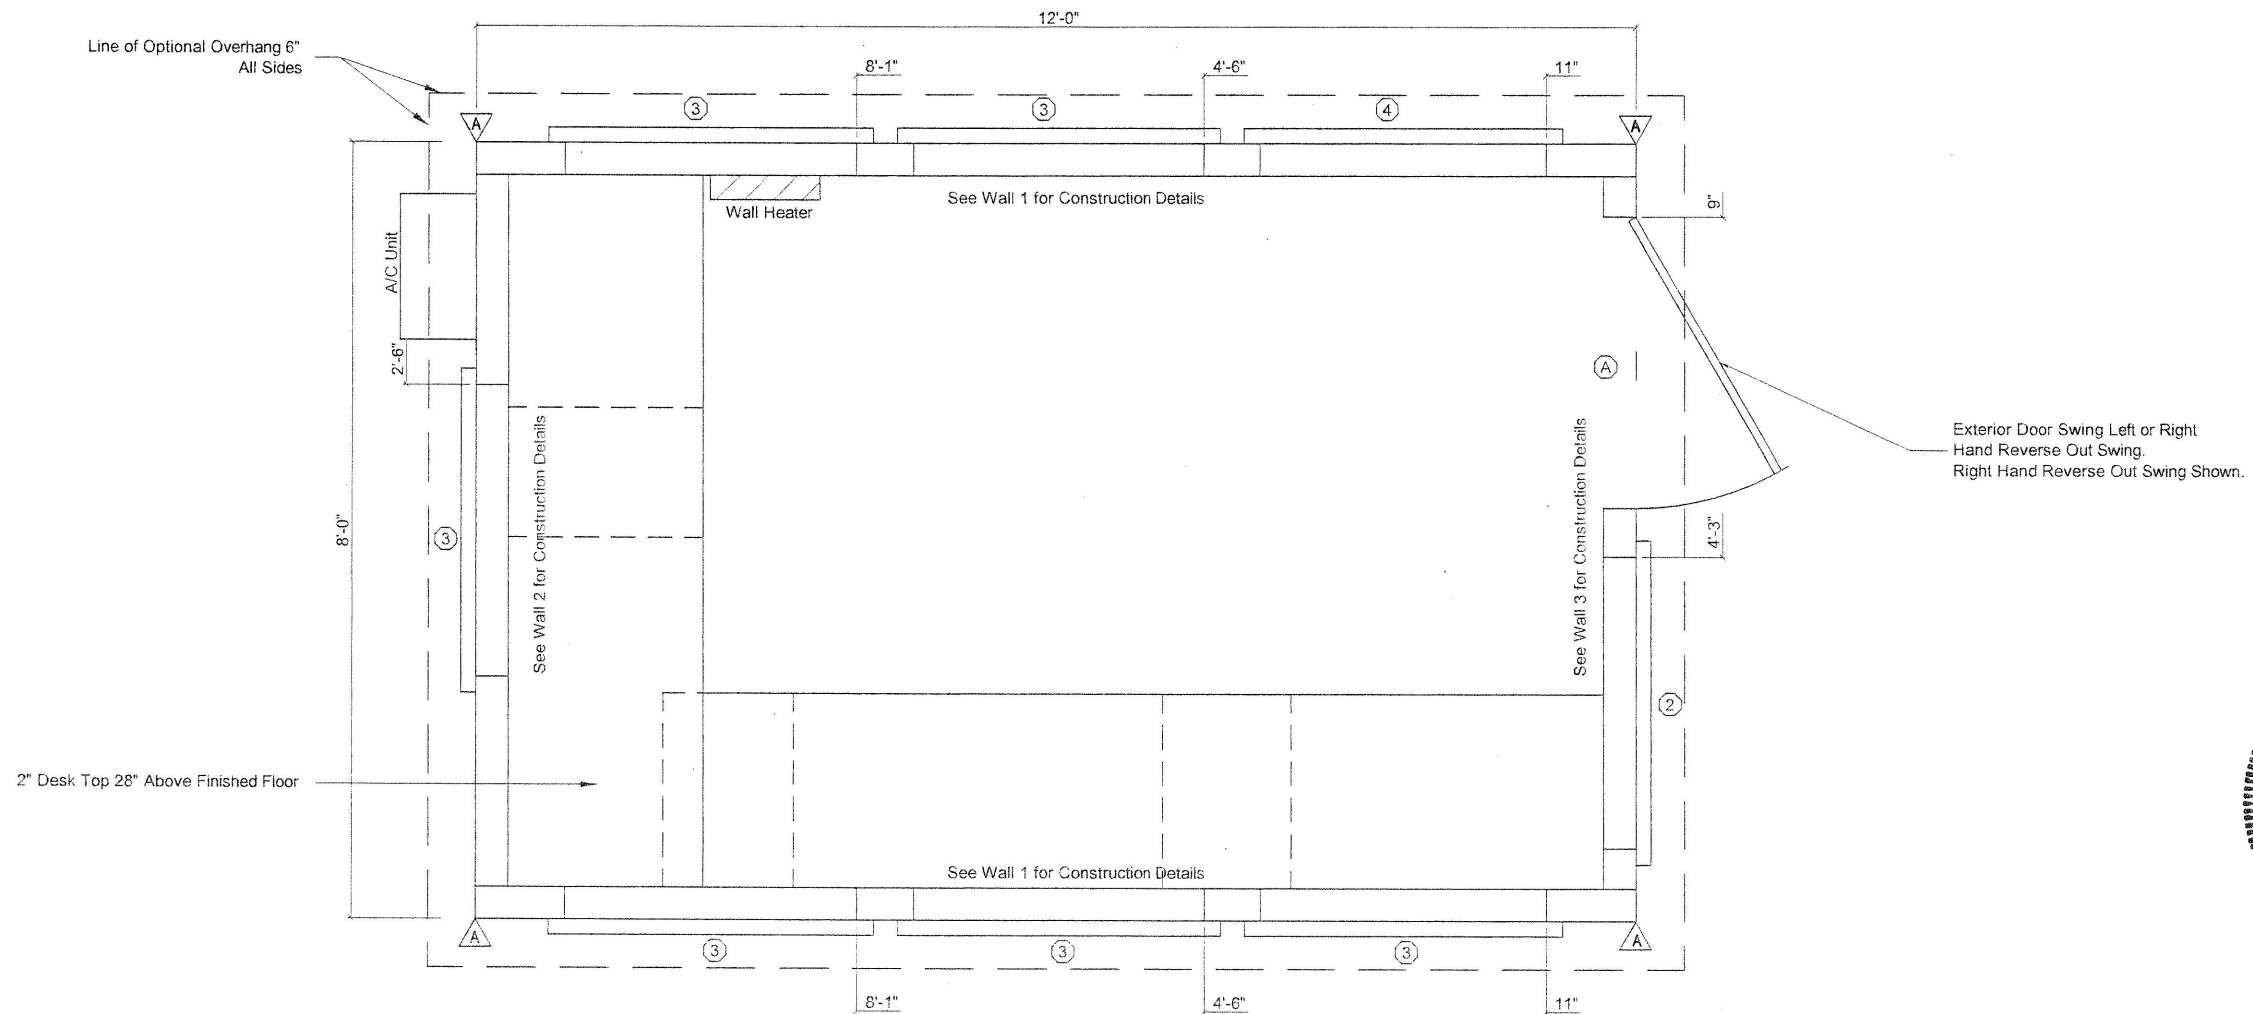 12'-0"
Line of Optional Overhang 6"
All Sides
8'-1"
4'-6"
11"
3
3
4
A
A
See Wall 1 for Construction Details
Wall Heater
9"
A/C Unit
2'-6"
A
Exterior Door Swing Left or Right
Hand Reverse Out Swing.
Right Hand Reverse Out Swing Shown.
8'-0"
3
See Wall 2 for Construction Details
See Wall 3 for Construction Details
4'-3"
2
2" Desk Top 28" Above Finished Floor
See Wall 1 for Construction Details
A
A
3
3
3
8'-1"
4'-6"
11"